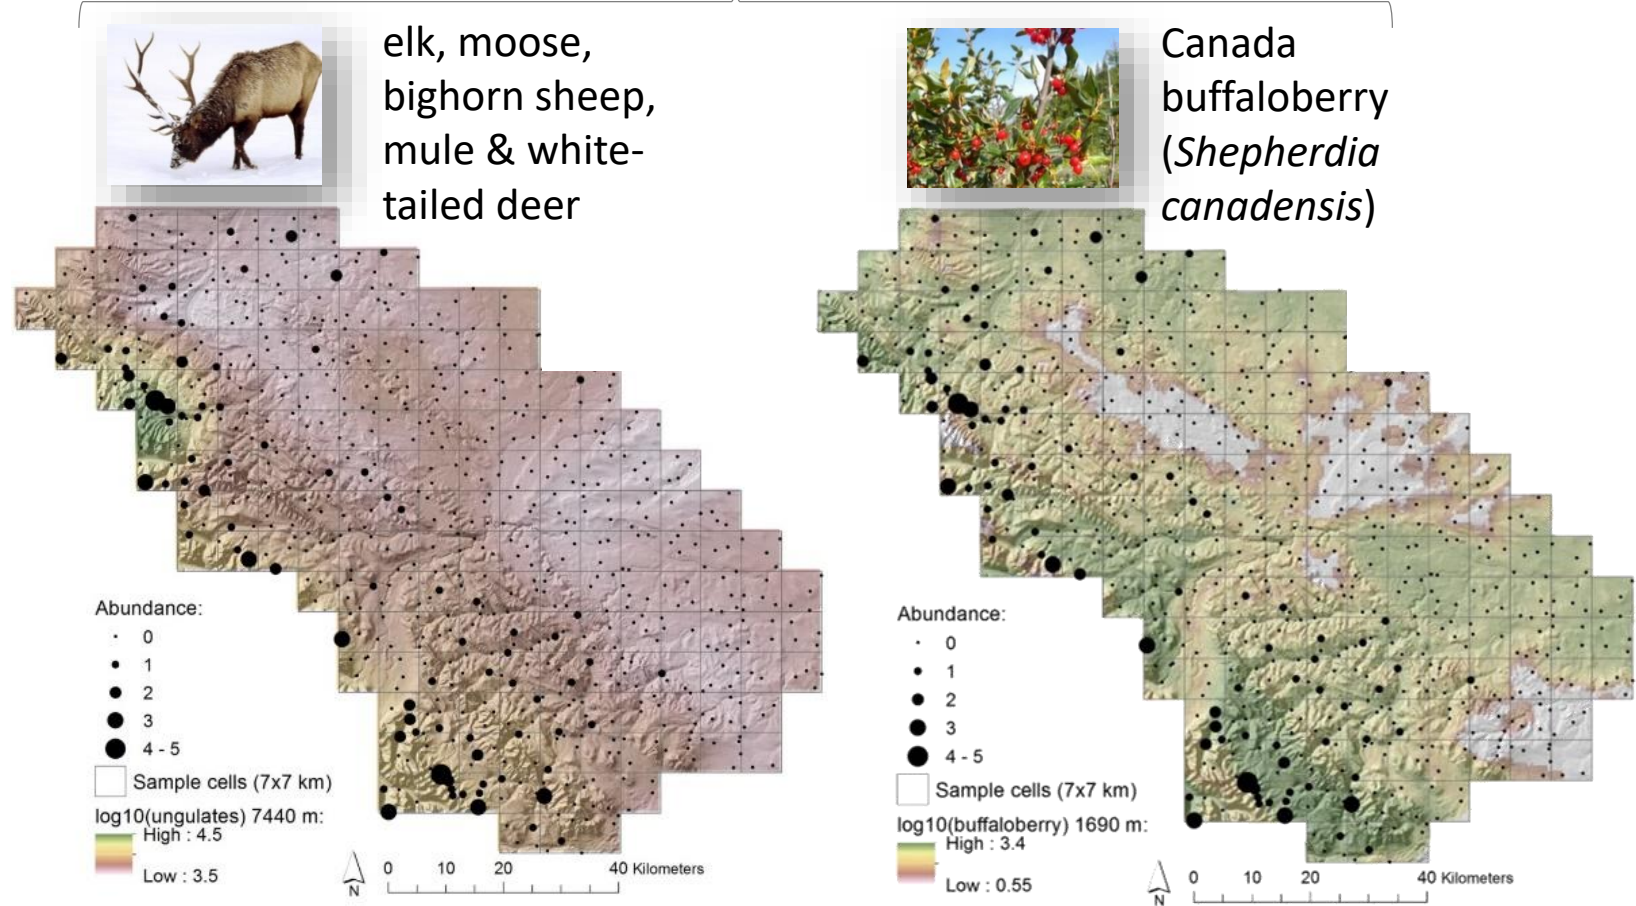 elk, moose,
bighorn sheep,
mule & white-
tailed deer
Abundance:
0
1
2
3
4 - 5
Sample cells (7x7 km)
log10(ungulates) 7440 m:
High : 4.5
Low : 3.5
N
0 10 20 40 Kilometers
Canada
buffaloberry
(Shepherdia
canadensis)
Abundance:
0
1
2
3
4 - 5
Sample cells (7x7 km)
log10(buffaloberry) 1690 m:
High : 3.4
Low : 0.55
N
0 10 20 40 Kilometers